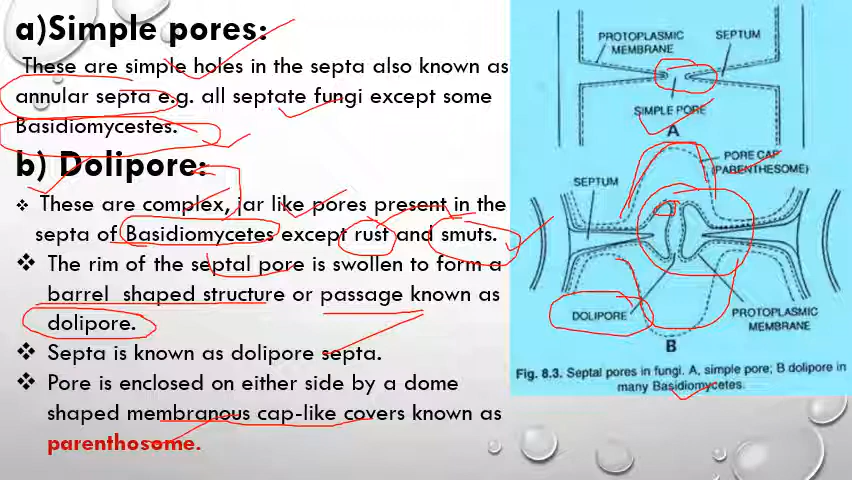 a)Simple pores:
These are simple holes in the septa also known as
annular septa e.g. all septate fungi except some
Basidiomycestes.
b) Dolipore:
❖ These are complex, jar like pores present in the
septa of Basidiomycetes except rust and smuts.
❖ The rim of the septal pore is swollen to form a
barrel shaped structure or passage known as
dolipore.
❖ Septa is known as dolipore septa.
❖ Pore is enclosed on either side by a dome
shaped membranous cap-like covers known as
parenthosome.
PROTOPLASMIC
MEMBRANE
SEPTUM
SIMPLE PORE
A
PORE CAP
(PARENTHESOME)
SEPTUM
DOLIPORE
PROTOPLASMIC
MEMBRANE
B
Fig. 8.3. Septal pores in fungi. A, simple pore; B dolipore in
many Basidiomycetes.